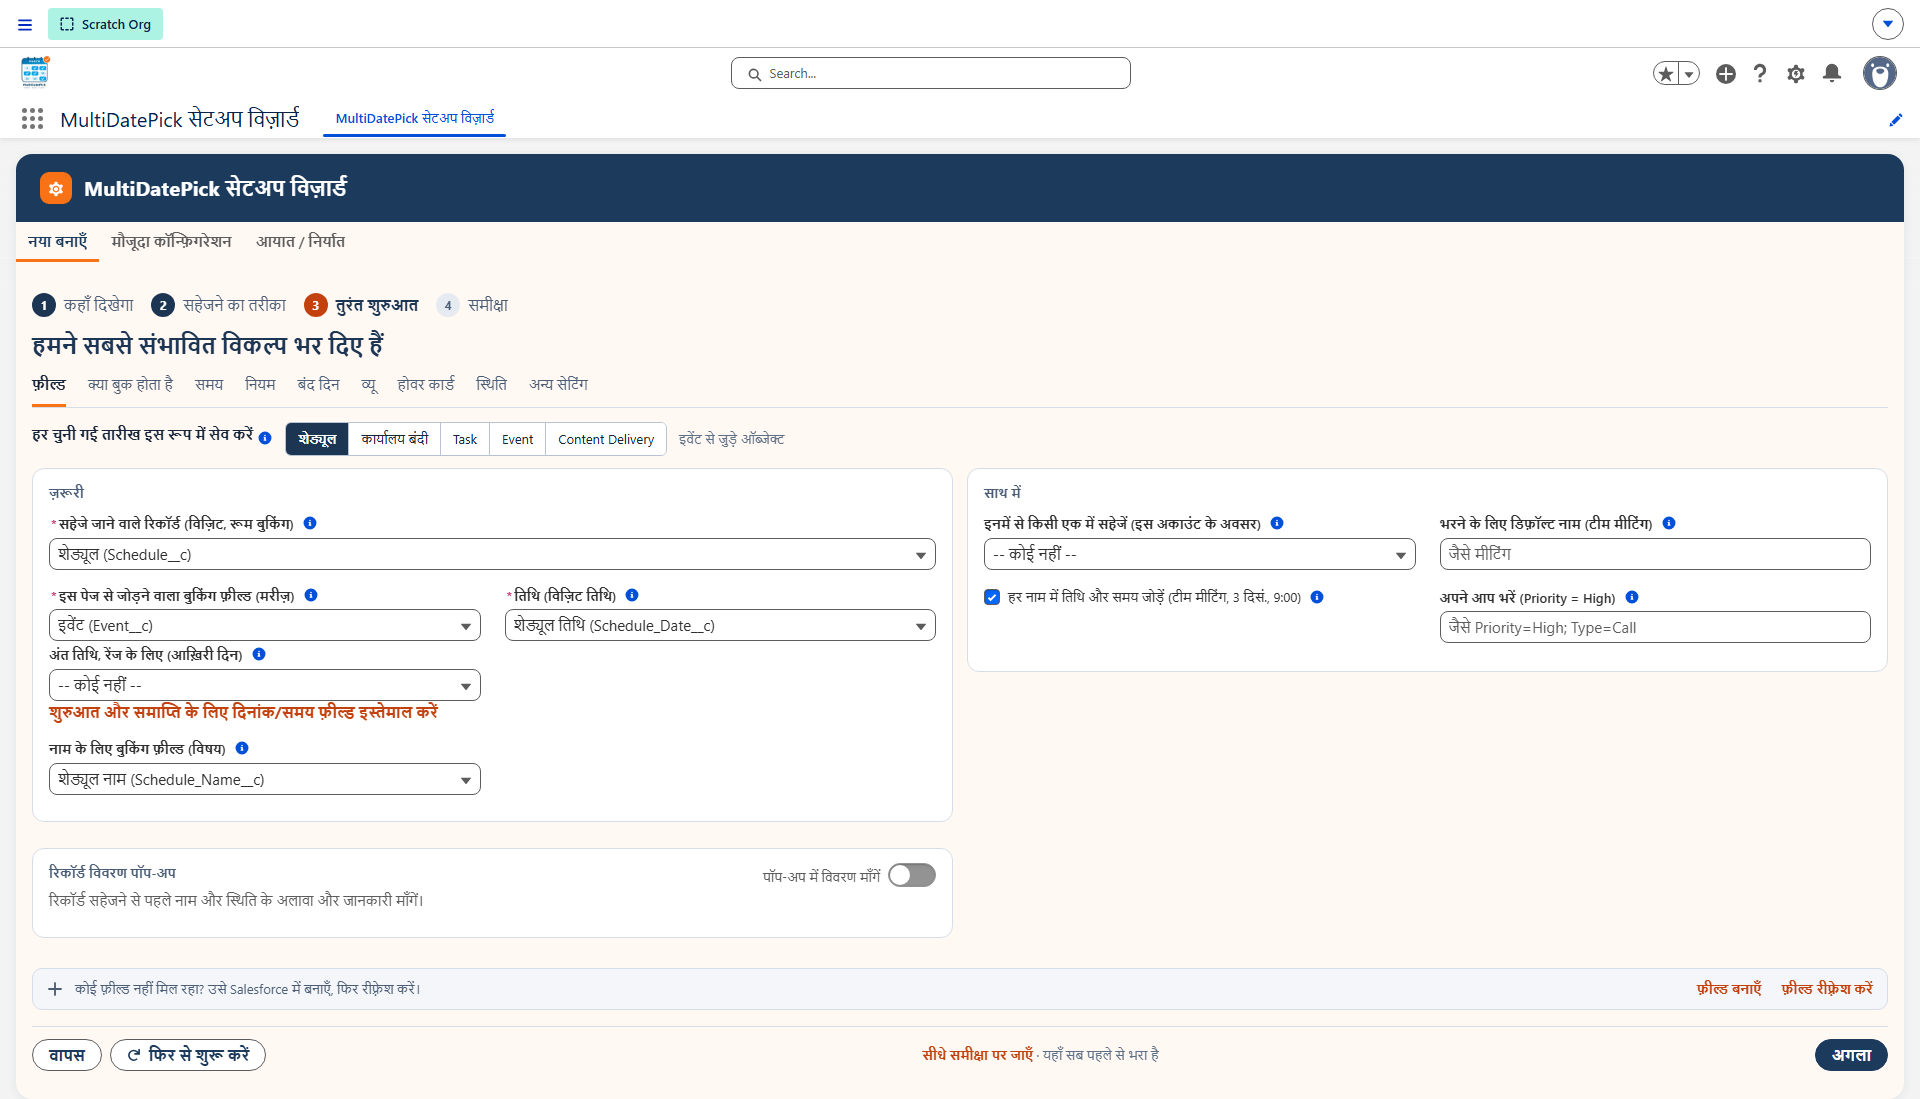 Scratch Org
Search...
MultiDatePick सेटअप विज़ार्ड
MultiDatePick सेटअप विज़ार्ड
MultiDatePick सेटअप विज़ार्ड
नया बनाएँ मौजूदा कॉन्फ़िगरेशन आयात / निर्यात
1 कहाँ दिखेगा 2 सहेजने का तरीका 3 तुरंत शुरुआत 4 समीक्षा
हमने सबसे संभावित विकल्प भर दिए हैं
फ़ील्ड क्या बुक होता है समय नियम बंद दिन व्यू होवर कार्ड स्थिति अन्य सेटिंग
हर चुनी गई तारीख इस रूप में सेव करें शेड्यूल कार्यालय बंदी Task Event Content Delivery इवेंट से जुड़े ऑब्जेक्ट
ज़रूरी
*सहेजे जाने वाले रिकॉर्ड (विज़िट, रूम बुकिंग)
शेड्यूल (Schedule__c)
*इस पेज से जोड़ने वाला बुकिंग फ़ील्ड (मरीज़)
इवेंट (Event__c)
*तिथि (विज़िट तिथि)
शेड्यूल तिथि (Schedule_Date__c)
अंत तिथि, रेंज के लिए (आख़िरी दिन)
-- कोई नहीं --
शुरुआत और समाप्ति के लिए दिनांक/समय फ़ील्ड इस्तेमाल करें
नाम के लिए बुकिंग फ़ील्ड (विषय)
शेड्यूल नाम (Schedule_Name__c)
साथ में
इनमें से किसी एक में सहेजें (इस अकाउंट के अवसर)
-- कोई नहीं --
भरने के लिए डिफ़ॉल्ट नाम (टीम मीटिंग)
जैसे मीटिंग
हर नाम में तिथि और समय जोड़ें (टीम मीटिंग, 3 दिसं., 9:00)
अपने आप भरें (Priority = High)
जैसे Priority=High; Type=Call
रिकॉर्ड विवरण पॉप-अप
पॉप-अप में विवरण माँगें
रिकॉर्ड सहेजने से पहले नाम और स्थिति के अलावा और जानकारी माँगें।
कोई फ़ील्ड नहीं मिल रहा? उसे Salesforce में बनाएँ, फिर रीफ़्रेश करें।
फ़ील्ड बनाएँ फ़ील्ड रीफ़्रेश करें
वापस फिर से शुरू करें सीधे समीक्षा पर जाएँ · यहाँ सब पहले से भरा है अगला